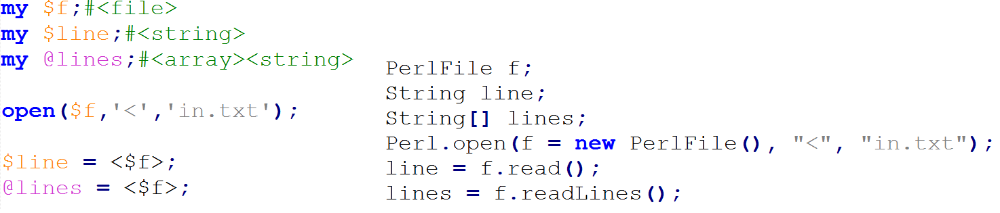 my $f;#<file>
my $line;#<string>
my @lines;#<array><string>
open($f,'<','in.txt');
$line = <$f>;
@lines = <$f>;
PerlFile f;
String line;
String[] lines;
Perl.open(f = new PerlFile(), "<", "in.txt");
line = f.read();
lines = f.readLines();